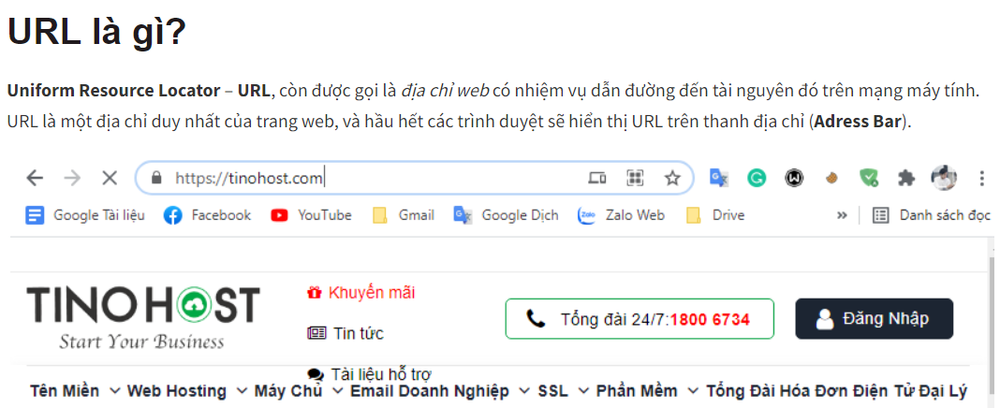 URL là gì?
Uniform Resource Locator – URL, còn được gọi là địa chỉ web có nhiệm vụ dẫn đường đến tài nguyên đó trên mạng máy tính.
URL là một địa chỉ duy nhất của trang web, và hầu hết các trình duyệt sẽ hiển thị URL trên thanh địa chỉ (Adress Bar).
https://tinohost.com
Google Tài liệu Facebook YouTube Gmail Google Dịch Zalo Web Drive » Danh sách đọc
TINOHOST
Start Your Business
Khuyến mãi
Tin tức
Tài liệu hỗ trợ
Tổng đài 24/7:1800 6734
Đăng Nhập
Tên Miền Web Hosting Máy Chủ Email Doanh Nghiệp SSL Phần Mềm Tổng Đài Hóa Đơn Điện Tử Đại Lý